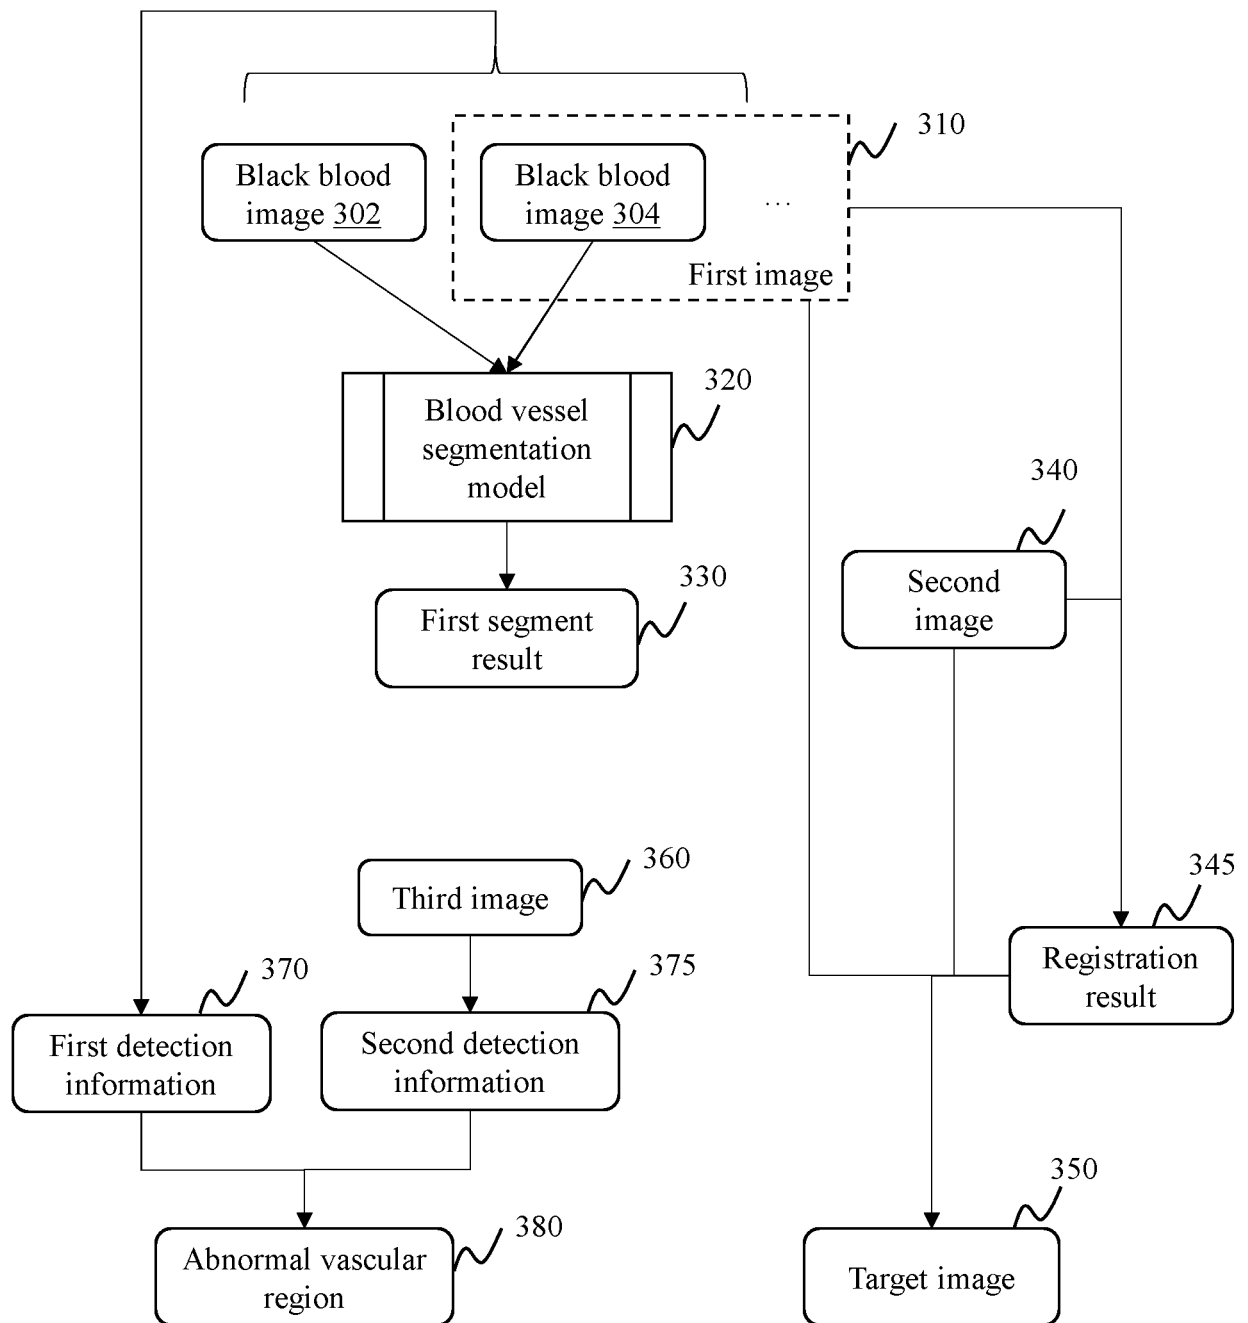 310
Black blood
image 302
Black blood
image 304
...
First image
320
Blood vessel
segmentation
model
340
330
Second
image
First segment
result
360
345
Third image
Registration
result
370
375
First detection
information
Second detection
information
350
380
Abnormal vascular
region
Target image